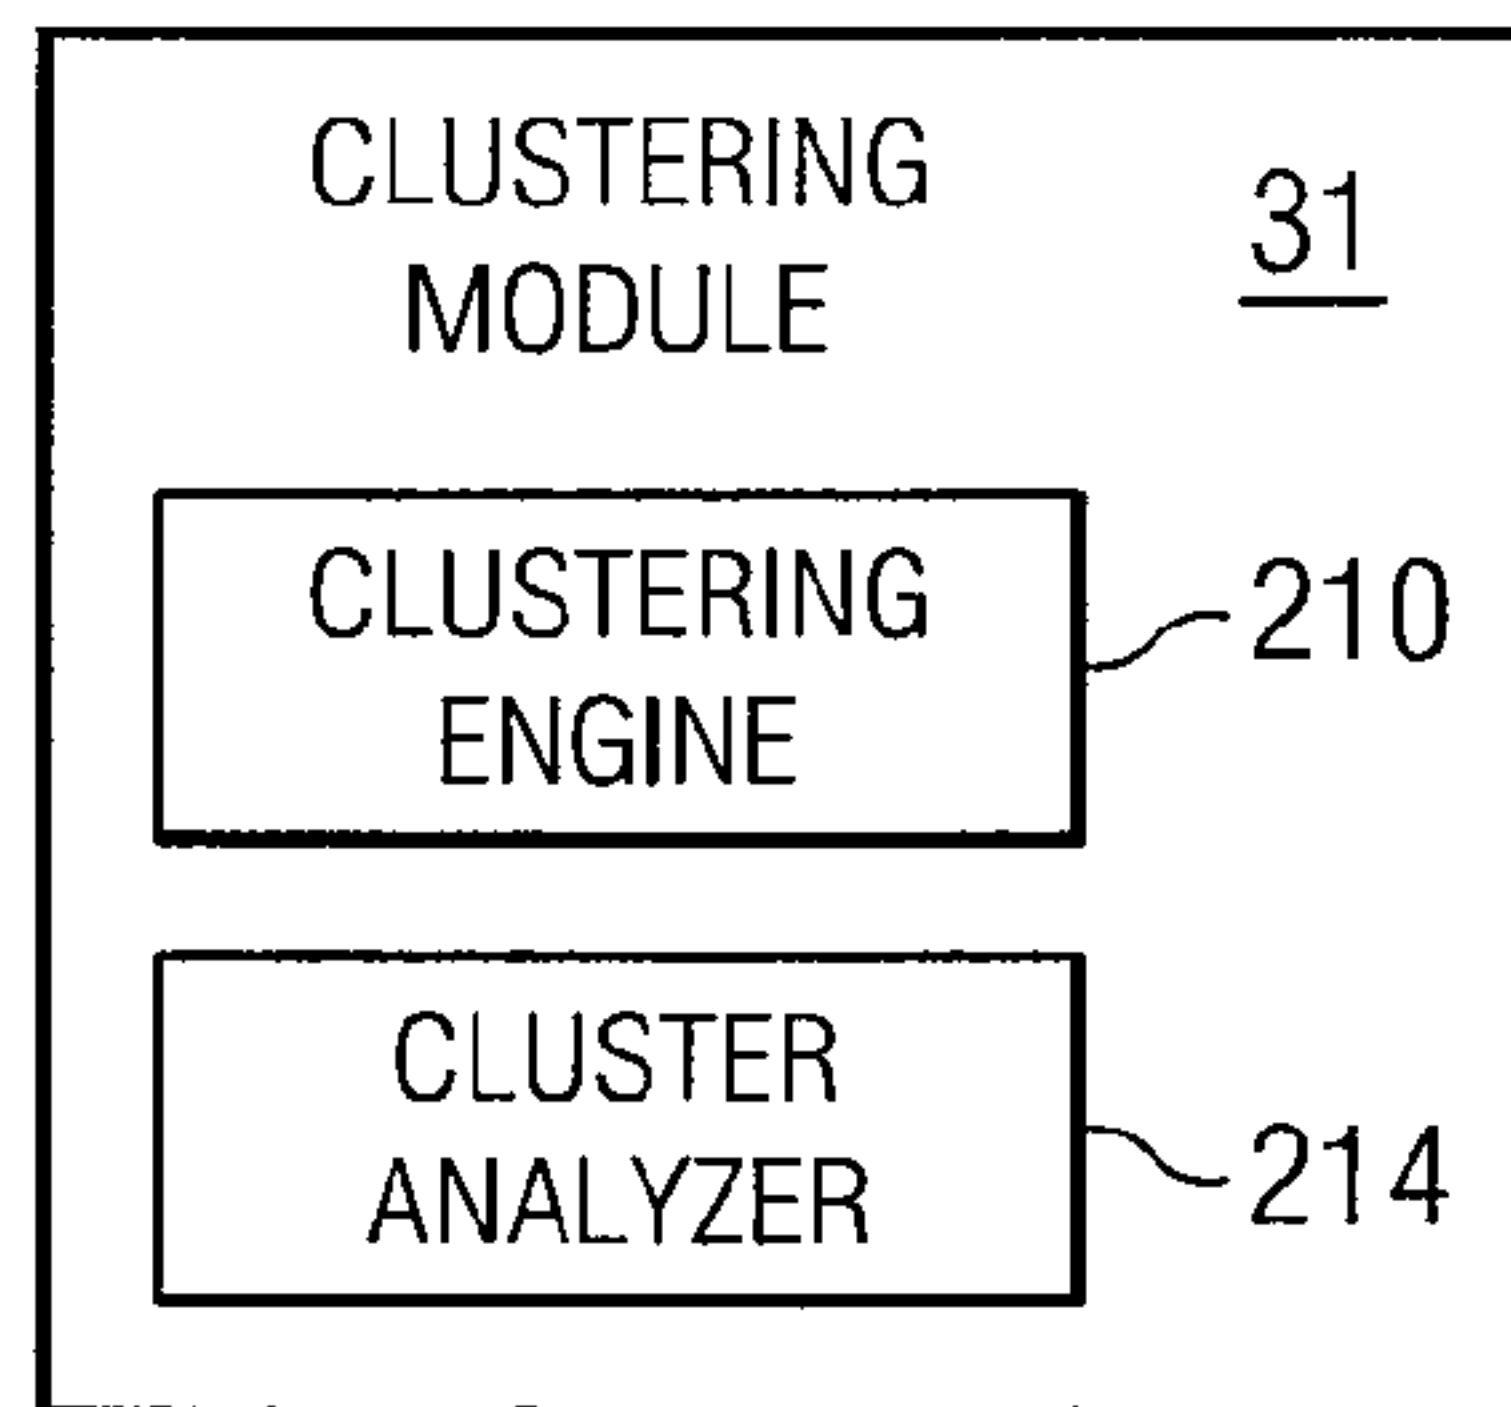 CLUSTERING
MODULE
31
CLUSTERING
ENGINE
210
CLUSTER
ANALYZER
214